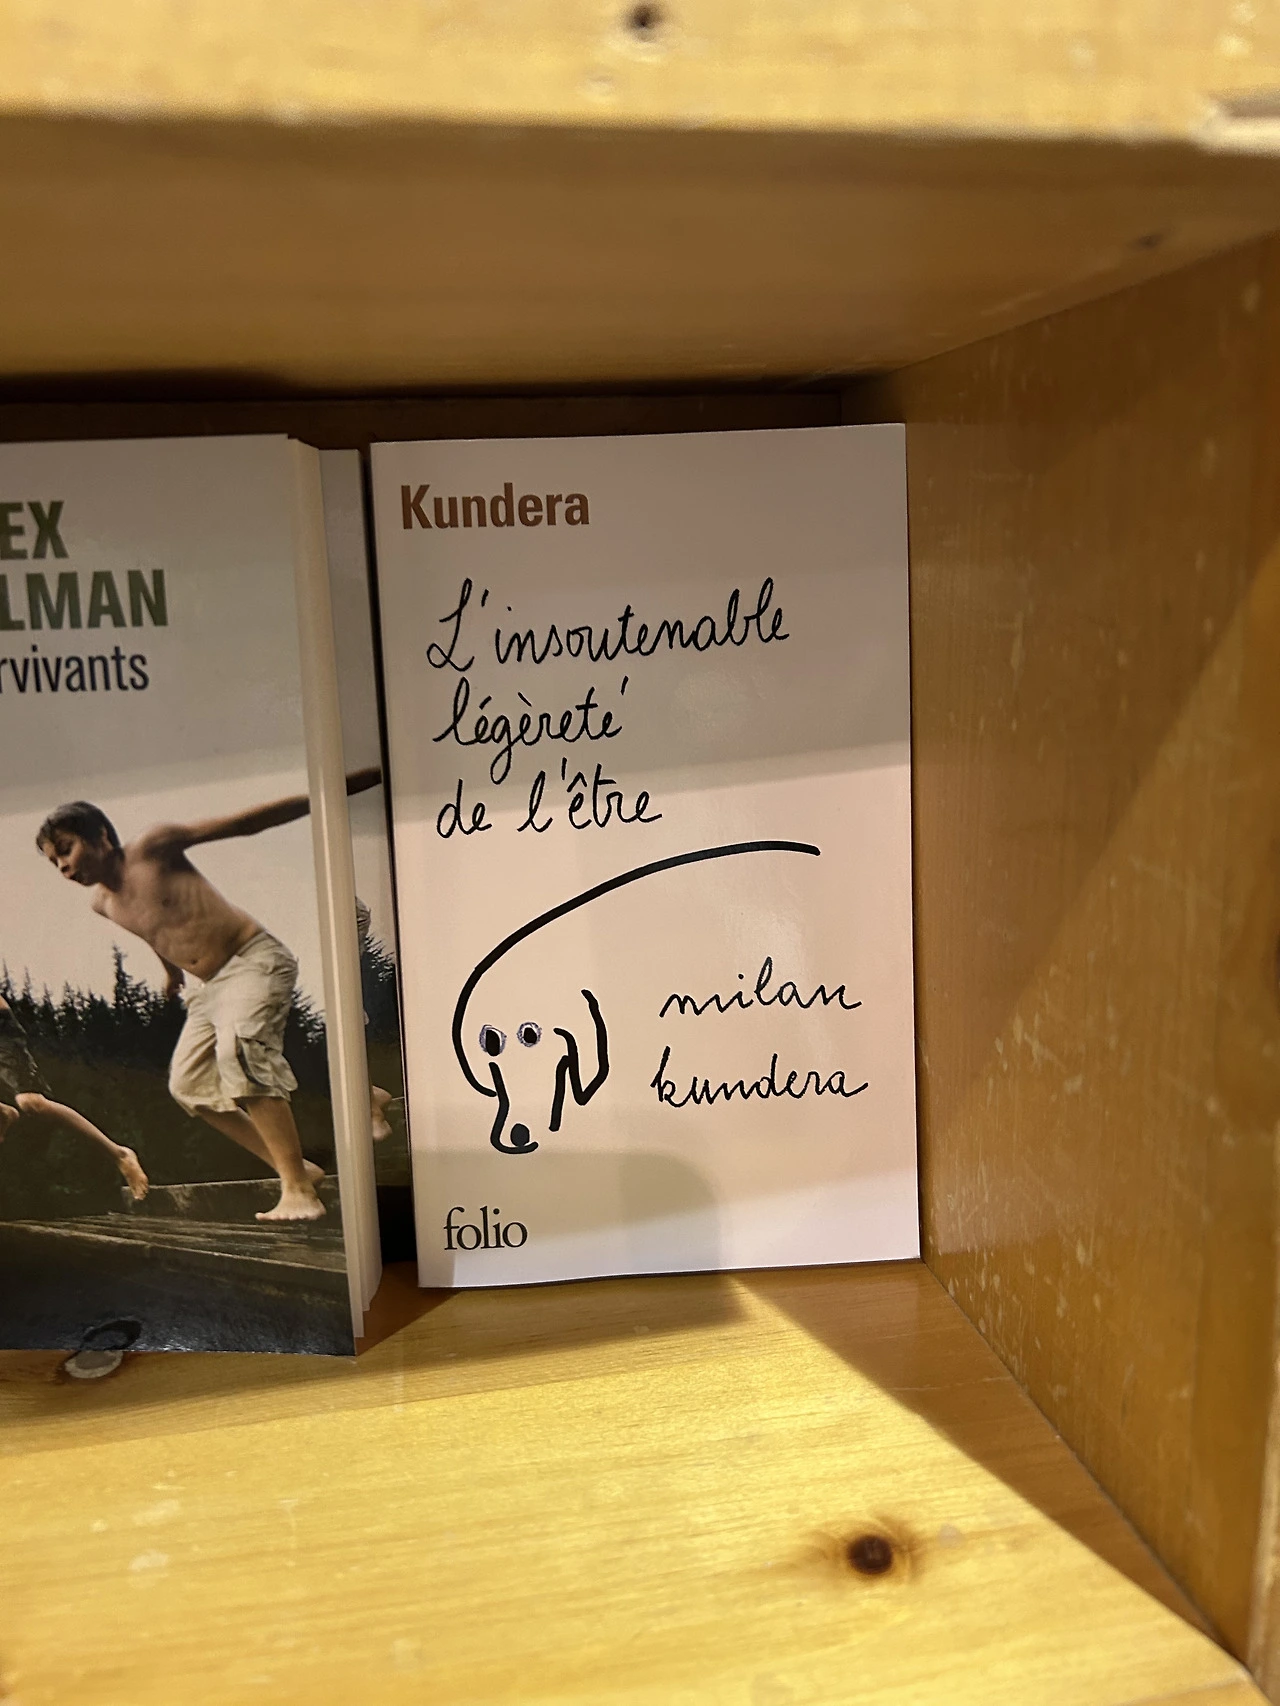 EX
LMAN
rvivants
Kundera
L'insoutenable
légèreté
de l'être
milan
kundera
folio